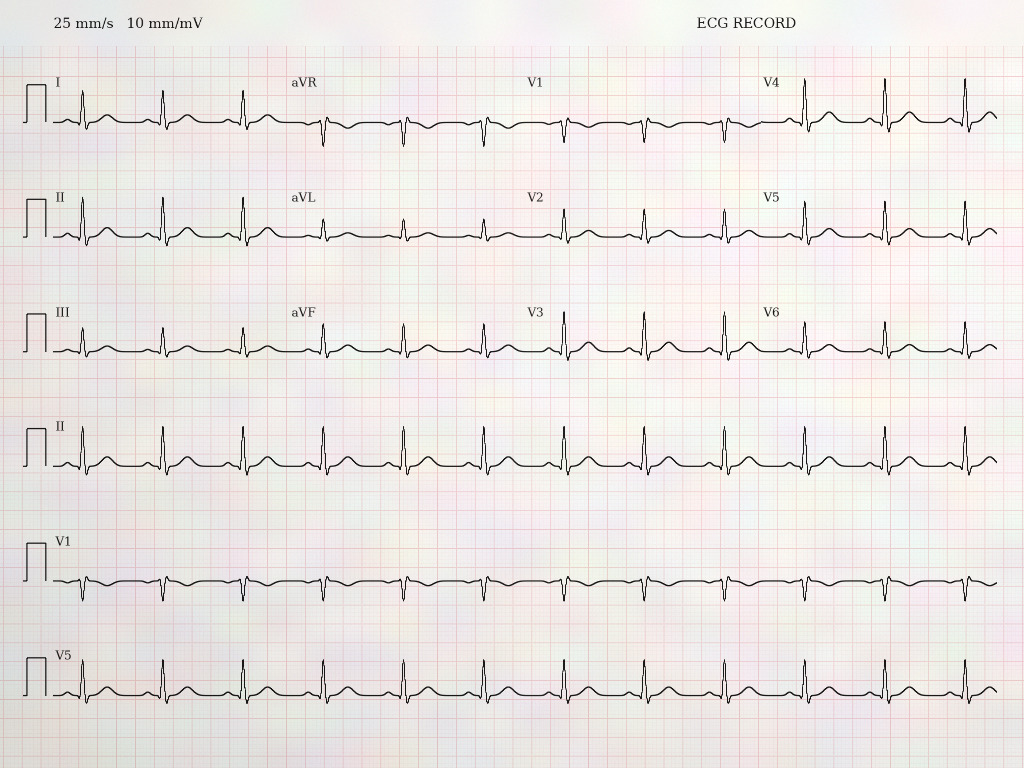 25 mm/s 10 mm/mV ECG RECORD
I aVR V1 V4
II aVL V2 V5
III aVF V3 V6
II
V1
V5